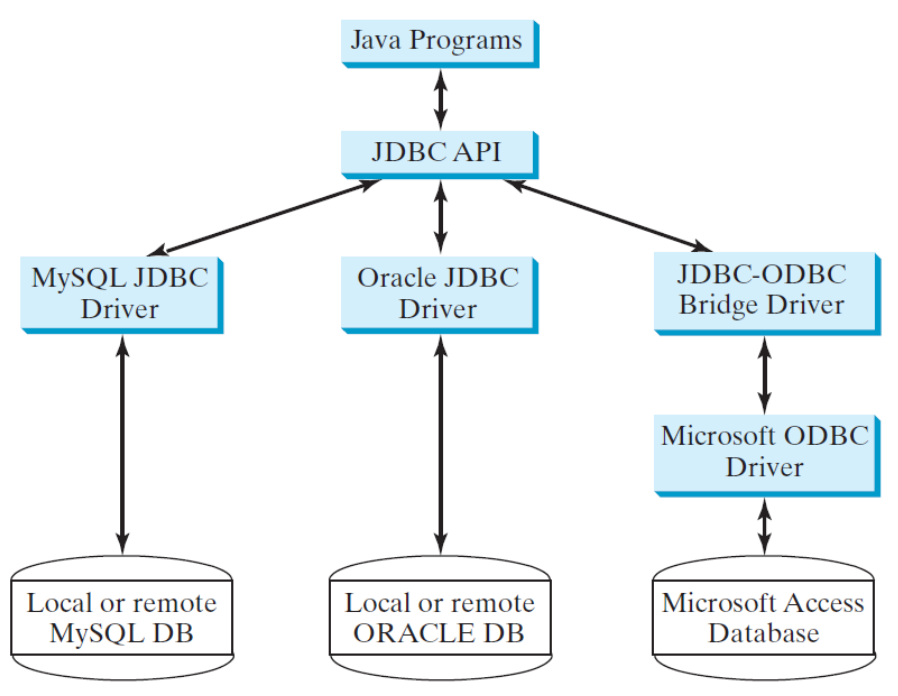 Java Programs
JDBC API
MySQL JDBC
Driver
Oracle JDBC
Driver
JDBC-ODBC
Bridge Driver
Microsoft ODBC
Driver
Local or remote
MySQL DB
Local or remote
ORACLE DB
Microsoft Access
Database